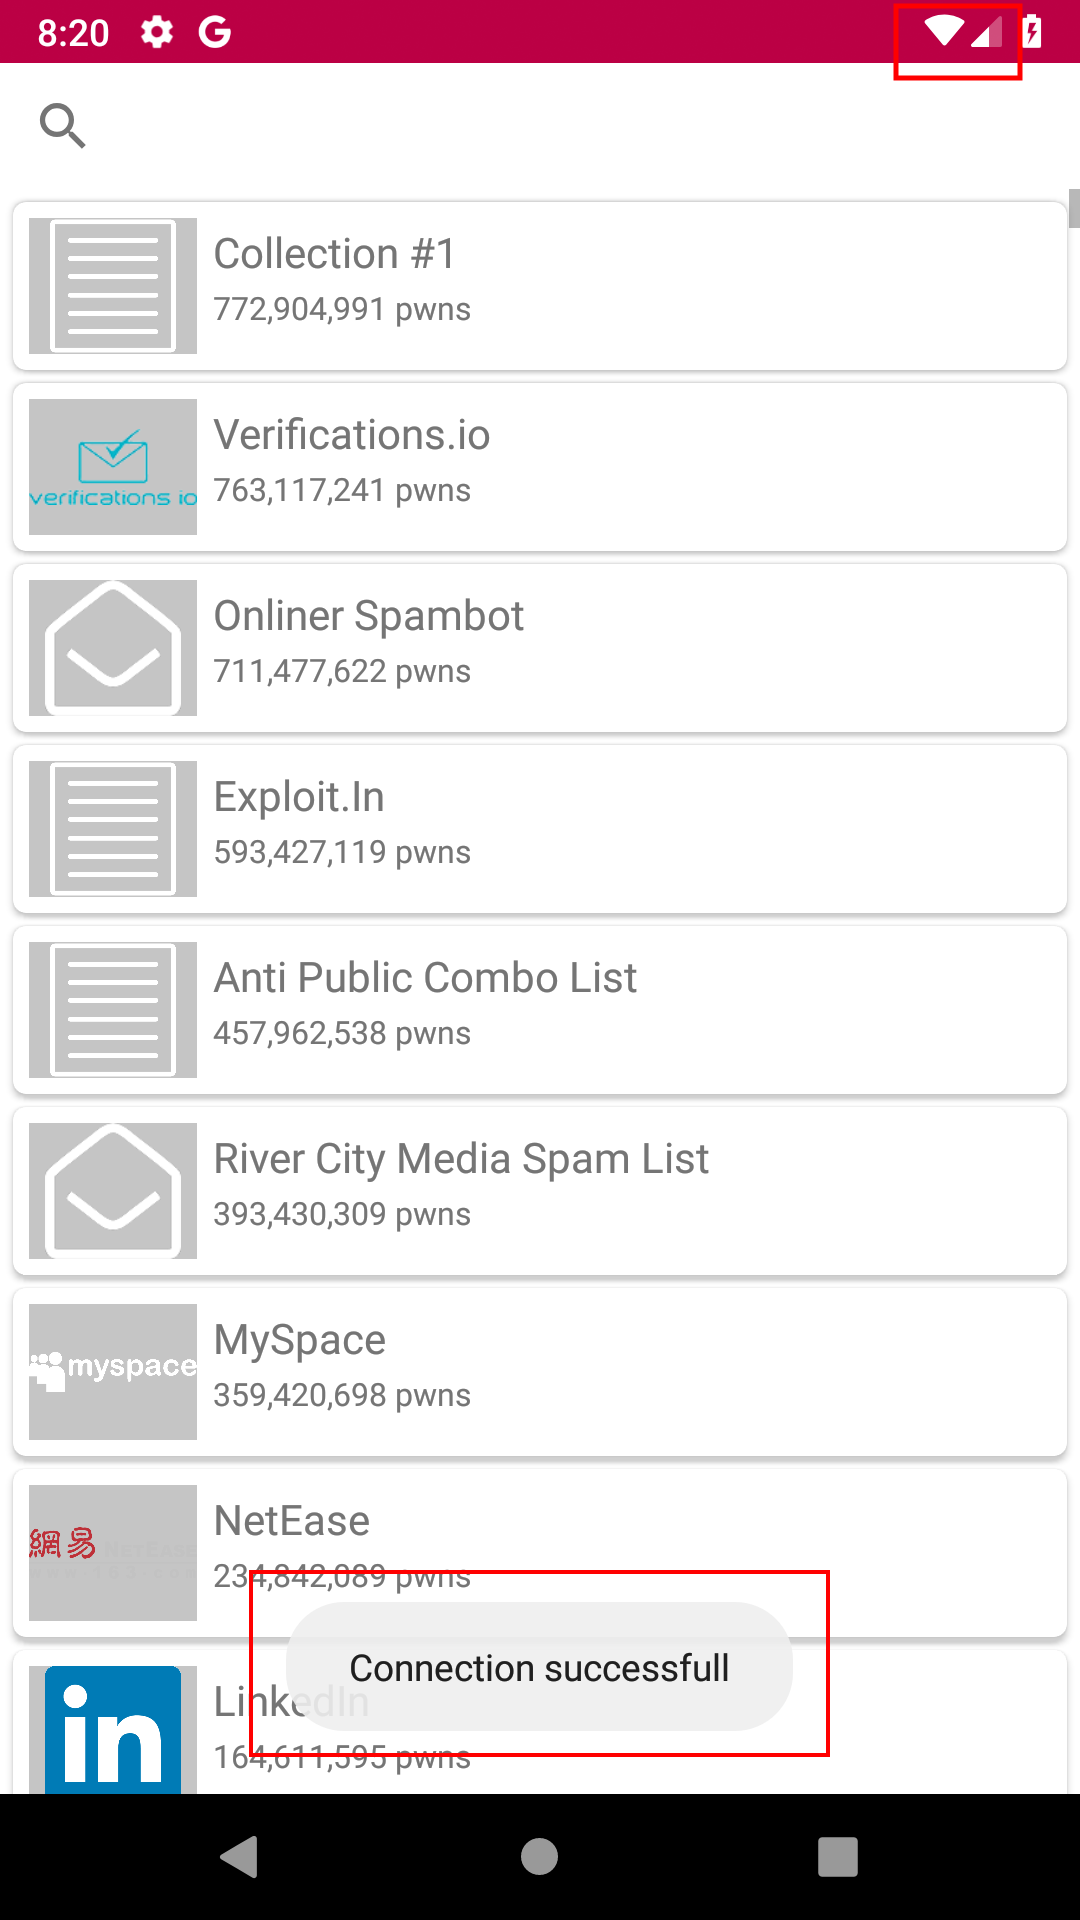 8:20
Collection #1
772,904,991 pwns
verifications io
Verifications.io
763,117,241 pwns
Onliner Spambot
711,477,622 pwns
Exploit.In
593,427,119 pwns
Anti Public Combo List
457,962,538 pwns
River City Media Spam List
393,430,309 pwns
myspace
MySpace
359,420,698 pwns
網易 NETEASE
NetEase
234,842,089 pwns
Connection successfull
in
LinkedIn
164,611,595 pwns